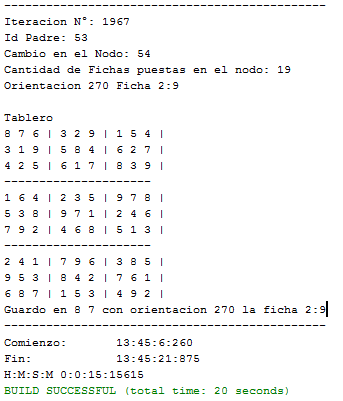 -----------------------------------------------
Iteracion N°: 1967
Id Padre: 53
Cambio en el Nodo: 54
Cantidad de Fichas puestas en el nodo: 19
Orientacion 270 Ficha 2:9
Tablero
8 7 6 | 3 2 9 | 1 5 4 |
3 1 9 | 5 8 4 | 6 2 7 |
4 2 5 | 6 1 7 | 8 3 9 |
---------------------
1 6 4 | 2 3 5 | 9 7 8 |
5 3 8 | 9 7 1 | 2 4 6 |
7 9 2 | 4 6 8 | 5 1 3 |
---------------------
2 4 1 | 7 9 6 | 3 8 5 |
9 5 3 | 8 4 2 | 7 6 1 |
6 8 7 | 1 5 3 | 4 9 2 |
Guardo en 8 7 con orientacion 270 la ficha 2:9
-----------------------------------------------
Comienzo: 13:45:6:260
Fin: 13:45:21:875
H:M:S:M 0:0:15:15615
BUILD SUCCESSFUL (total time: 20 seconds)